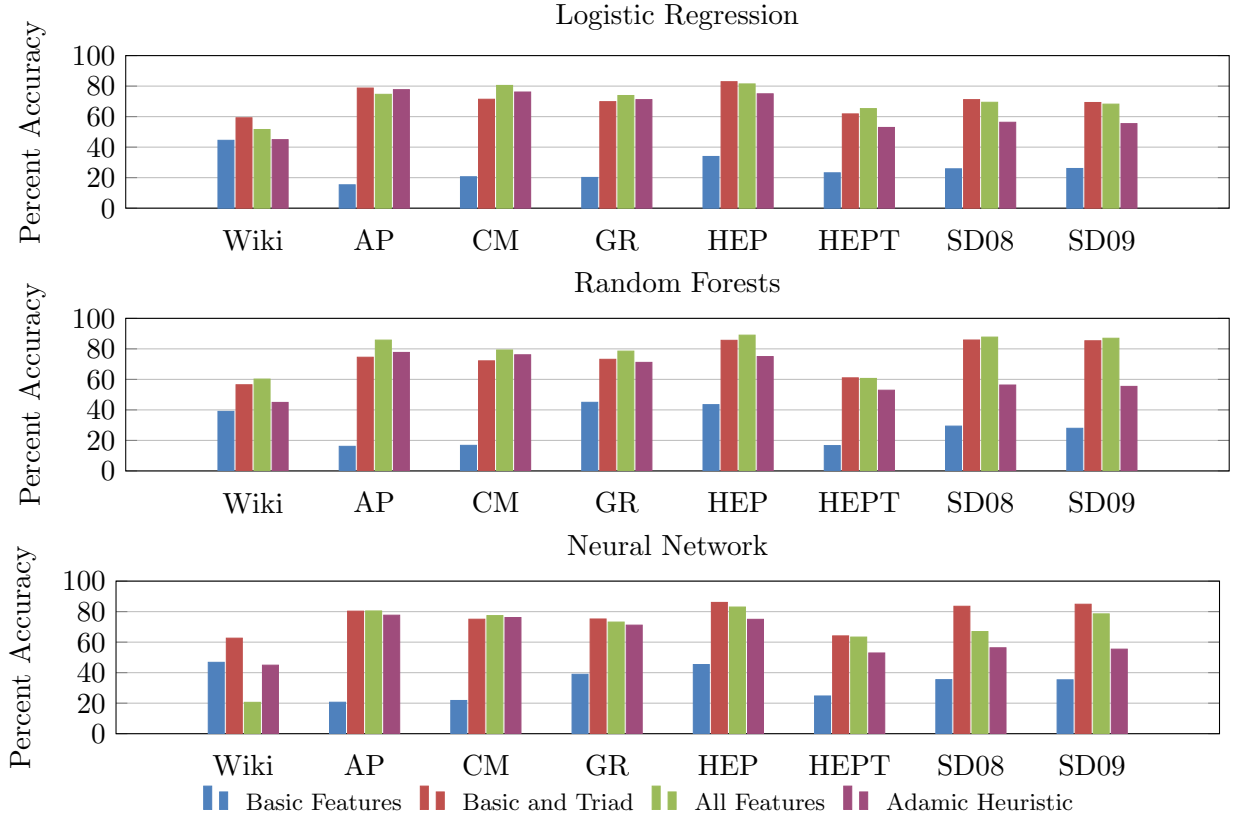 Logistic Regression
Percent Accuracy
100
80
60
40
20
0
Wiki AP CM GR HEP HEPT SD08 SD09
Random Forests
Percent Accuracy
100
80
60
40
20
0
Wiki AP CM GR HEP HEPT SD08 SD09
Neural Network
Percent Accuracy
100
80
60
40
20
0
Wiki AP CM GR HEP HEPT SD08 SD09
Basic Features Basic and Triad All Features Adamic Heuristic